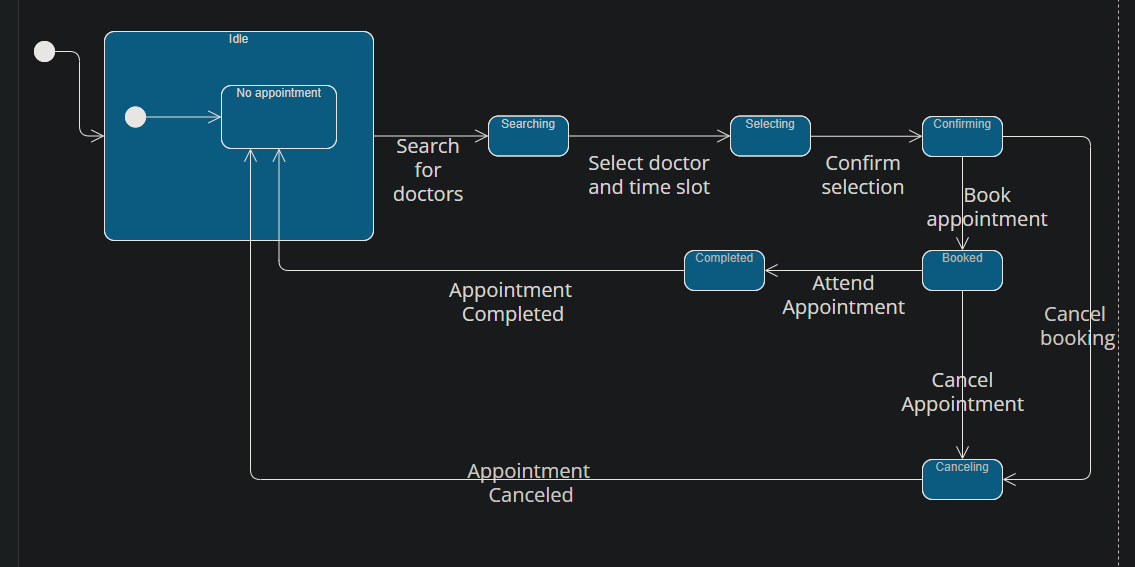 Idle
No appointment
Searching
Selecting
Confirming
Search
for
doctors
Select doctor
and time slot
Confirm
selection
Book
appointment
Completed
Booked
Attend
Appointment
Appointment
Completed
Cancel
booking
Cancel
Appointment
Canceling
Appointment
Canceled